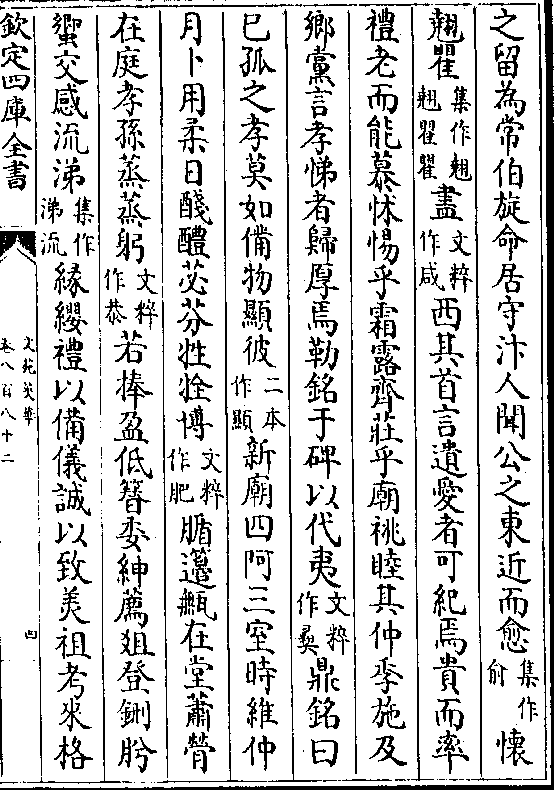 之留為常伯旋命居守汴人聞公之東近而愈集作俞懷
翹瞿集作翹翹瞿瞿盡文粹作咸西其首言遺愛者可紀焉貴而率
禮老而能慕怵惕乎霜露齊莊乎廟祧睦其仲季施及
鄉黨言孝悌者歸厚焉勒銘于碑以代夷文粹作彝鼎銘曰
巳孤之孝莫如備物顯彼二本作顯新廟四阿三室時維仲
月卜用柔日醆醴苾芬牲牷博文粹作肥腯籩甒在堂蕭膋
在庭孝孫蒸蒸躬文粹作恭若捧盈低簪委紳薦俎登鉶肸
蠁交感流涕集作涕流緣纓禮以備儀誠以致美祖考來格
欽定四庫全書
文苑英華
卷八百八十二
四